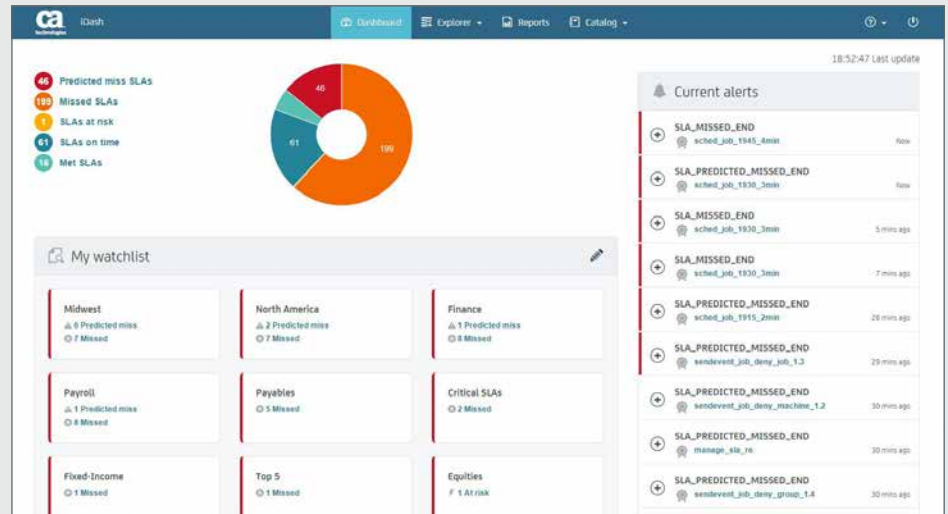 ca
technologies
iDash
Dashboard
Explorer
Reports
Catalog
18:52:47 Last update
46 Predicted miss SLAs
199 Missed SLAs
1 SLAs at risk
61 SLAs on time
16 Met SLAs
46
61
199
My watchlist
Midwest
6 Predicted miss
7 Missed
North America
2 Predicted miss
7 Missed
Finance
1 Predicted miss
8 Missed
Payroll
1 Predicted miss
8 Missed
Payables
5 Missed
Critical SLAs
2 Missed
Fixed-Income
1 Missed
Top 5
1 Missed
Equities
1 At risk
Current alerts
SLA_MISSED_END
sched_job_1945_4min
Now
SLA_PREDICTED_MISSED_END
sched_job_1930_3min
Now
SLA_MISSED_END
sched_job_1930_3min
5 mins ago
SLA_MISSED_END
sched_job_1930_3min
7 mins ago
SLA_PREDICTED_MISSED_END
sched_job_1915_2min
28 mins ago
SLA_PREDICTED_MISSED_END
sendevent_job_deny_job_1.3
29 mins ago
SLA_PREDICTED_MISSED_END
sendevent_job_deny_machine_1.2
30 mins ago
SLA_PREDICTED_MISSED_END
manage_sla_re
30 mins ago
SLA_PREDICTED_MISSED_END
sendevent_job_deny_group_1.4
30 mins ago